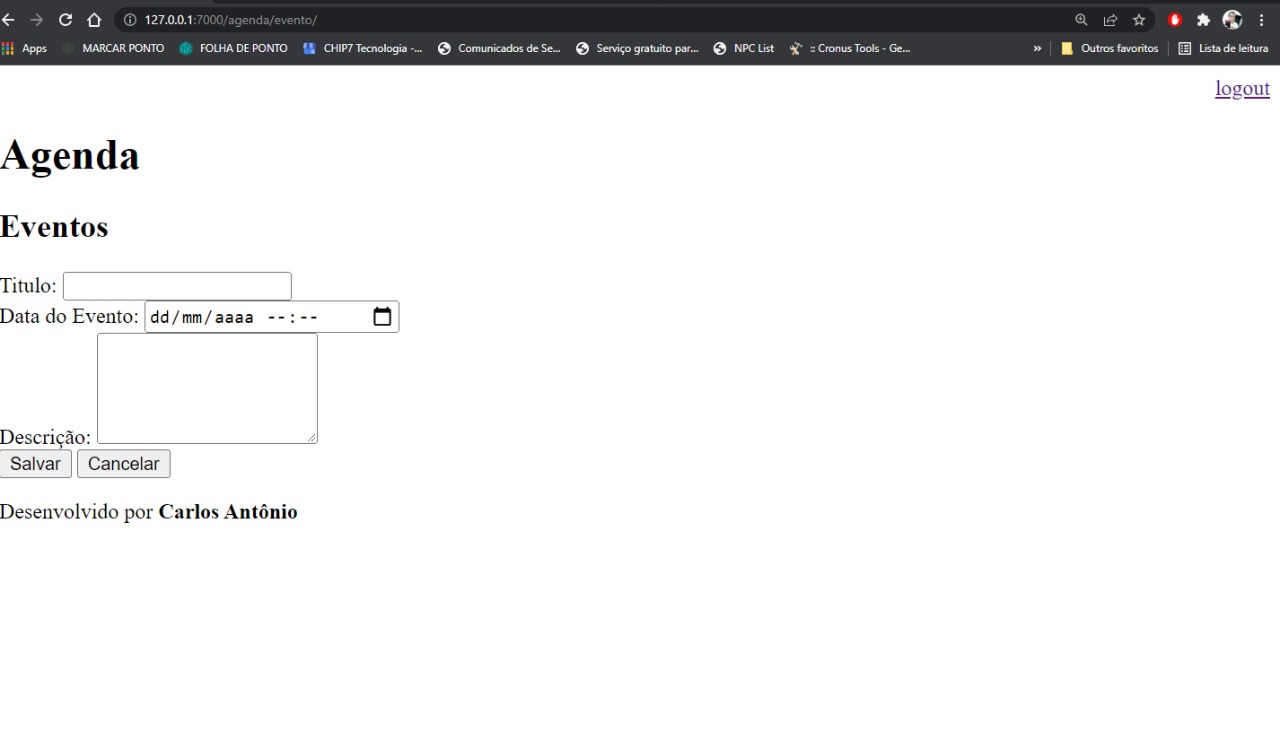 127.0.0.1:7000/agenda/evento/
Apps MARCAR PONTO FOLHA DE PONTO CHIP7 Tecnologia -... Comunicados de Se... Serviço gratuito par... NPC List :: Cronus Tools - Ge... » Outros favoritos Lista de leitura
logout
Agenda
Eventos
Titulo:
Data do Evento: dd/mm/aaaa --:--
Descrição:
Salvar Cancelar
Desenvolvido por Carlos Antônio